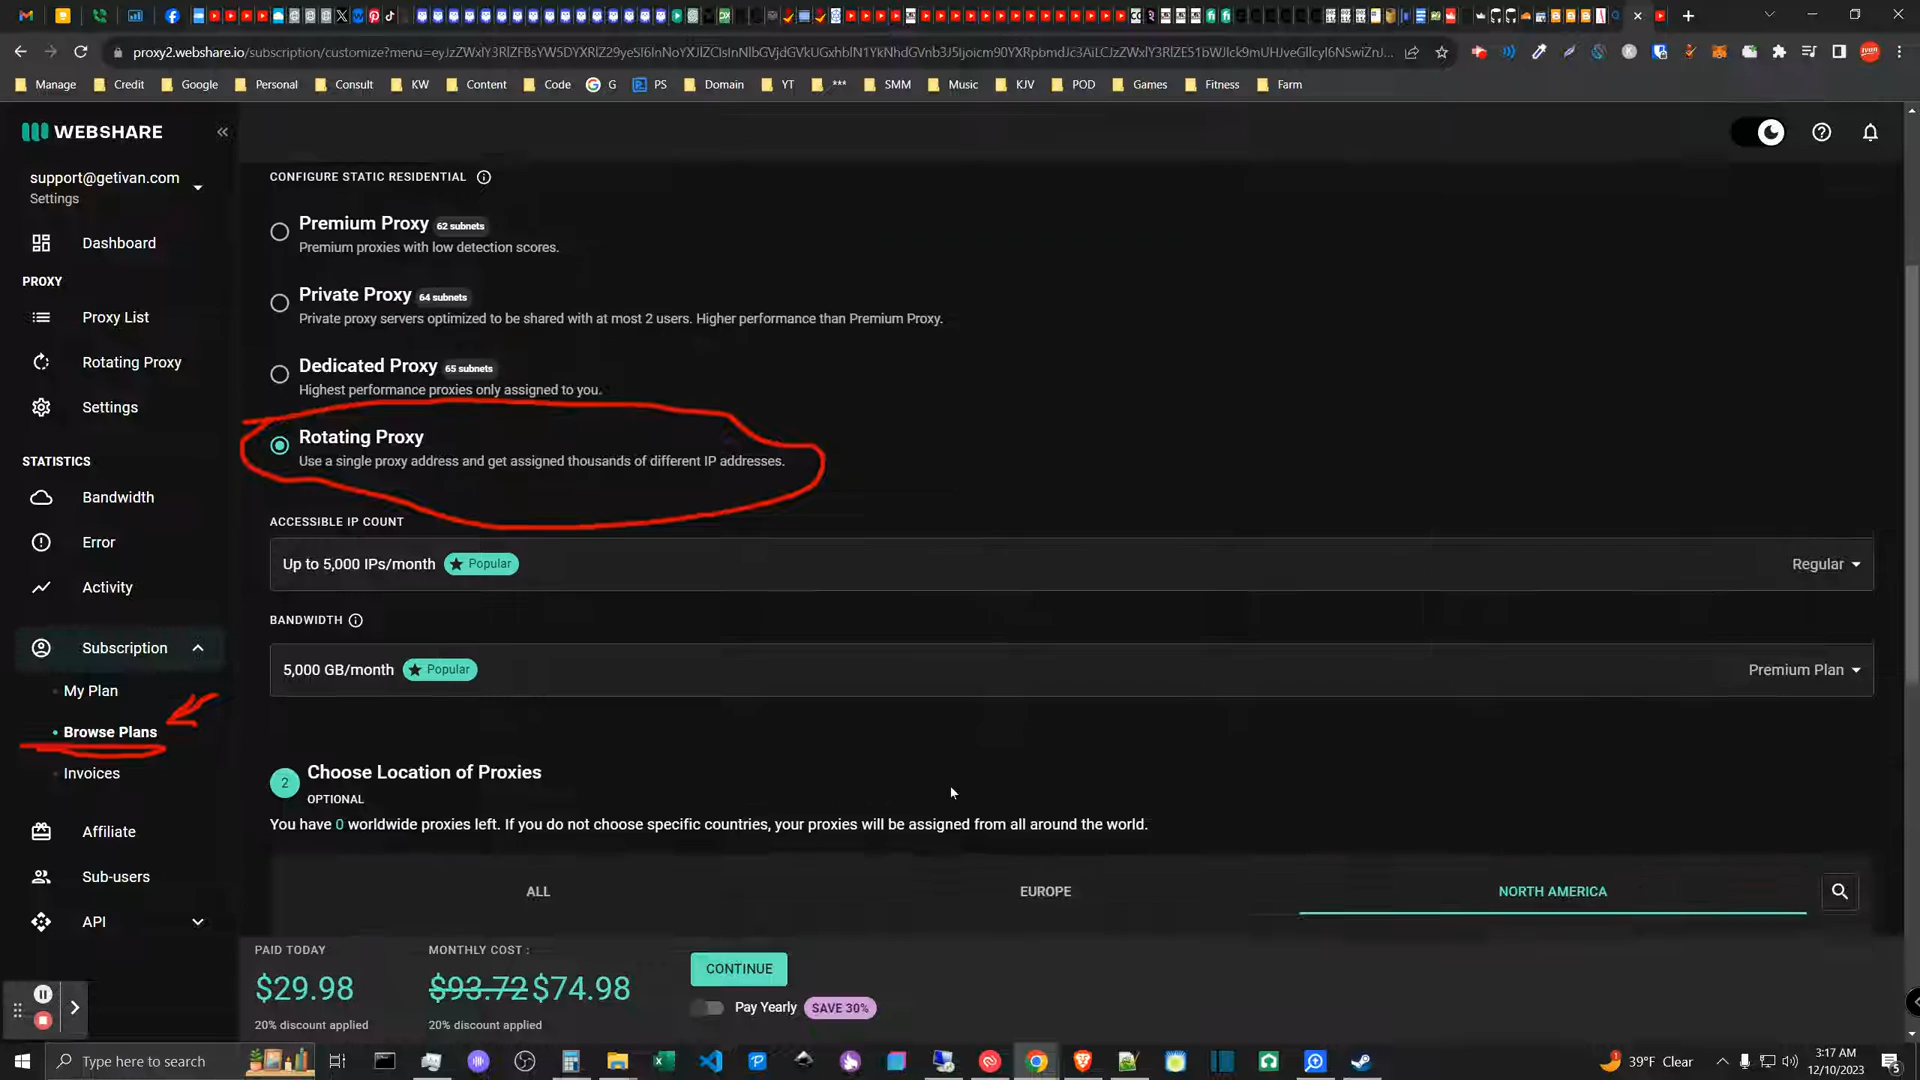 proxy2.webshare.io/subscription/customize?menu=
Manage Credit Google Personal Consult KW Content Code G PS Domain YT *** SMM Music KJV POD Games Fitness Farm
WEBSHARE
support@getivan.com
Settings
Dashboard
PROXY
Proxy List
Rotating Proxy
Settings
STATISTICS
Bandwidth
Error
Activity
Subscription
My Plan
Browse Plans
Invoices
Affiliate
Sub-users
API
CONFIGURE STATIC RESIDENTIAL
Premium Proxy 62 subnets
Premium proxies with low detection scores.
Private Proxy 64 subnets
Private proxy servers optimized to be shared with at most 2 users. Higher performance than Premium Proxy.
Dedicated Proxy 65 subnets
Highest performance proxies only assigned to you.
Rotating Proxy
Use a single proxy address and get assigned thousands of different IP addresses.
ACCESSIBLE IP COUNT
Up to 5,000 IPs/month Popular Regular
BANDWIDTH
5,000 GB/month Popular Premium Plan
2 Choose Location of Proxies
OPTIONAL
You have 0 worldwide proxies left. If you do not choose specific countries, your proxies will be assigned from all around the world.
ALL EUROPE NORTH AMERICA
PAID TODAY MONTHLY COST :
$29.98 $93.72 $74.98
20% discount applied 20% discount applied
CONTINUE
Pay Yearly SAVE 30%
Type here to search
39°F Clear
3:17 AM
12/10/2023
5